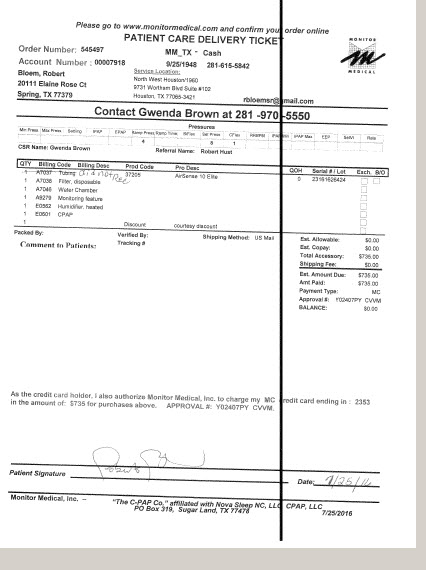 Please go to www.monitormedical.com and confirm your order online
PATIENT CARE DELIVERY TICKET
Order Number: 545497
MM_TX - Cash
Account Number : 00007918
9/25/1948 281-615-5842
MONITOR
MEDICAL
Bloem, Robert
20111 Elaine Rose Ct
Spring, TX 77379
Service Location:
North West Houston/1960
9731 Wortham Blvd Suite #102
Houston, TX 77065-3421
rbloemsr@gmail.com
Contact Gwenda Brown at 281 -970 -5550
Pressures
Min Press Max Press Setting IPAP EPAP Ramp Press Ramp Time BiFlex Set Press CFlex IPAP Max EEP Rate
4 8 1
CSR Name: Gwenda Brown Referral Name: Robert Hust
QTY Billing Code Billing Desc Prod Code Pro Desc QOH Serial # / Lot Exch. B/O
1 A7037 Tubing did not Rec 37205 AirSense 10 Elite 0 23161626424
1 A7038 Filter, disposable
1 A7046 Water Chamber
1 A9279 Monitoring feature
1 E0562 Humidifier, heated
1 E0601 CPAP
1 Discount courtesy discount
Packed By: Verified By: Shipping Method: US Mail
Comment to Patients: Tracking #
Est. Allowable: $0.00
Est. Copay: $0.00
Total Accessory: $735.00
Shipping Fee: $0.00
Est. Amount Due: $735.00
Amt Paid: $735.00
Payment Type: MC
Approval #: Y02407PY CVVM
BALANCE: $0.00
As the credit card holder, I also authorize Monitor Medical, Inc. to charge my MC credit card ending in : 2353
in the amount of: $735 for purchases above. APPROVAL #: Y02407PY CVVM.
Patient Signature
Date: 7/25/16
Monitor Medical, Inc. – "The C-PAP Co." affiliated with Nova Sleep NC, LLC, CPAP, LLC
PO Box 319, Sugar Land, TX 77478
7/25/2016